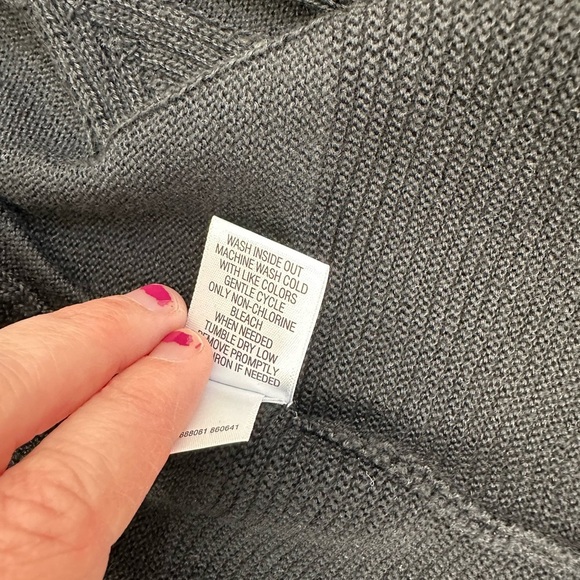 WASH INSIDE OUT
MACHINE WASH COLD
WITH LIKE COLORS
GENTLE CYCLE
ONLY NON-CHLORINE
BLEACH
WHEN NEEDED
TUMBLE DRY LOW
REMOVE PROMPTLY
IRON IF NEEDED
860641